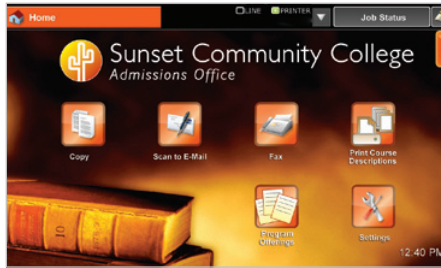 Home
LINE
PRINTER
Job Status
Sunset Community College
Admissions Office
Copy
Scan to E-Mail
Fax
Print Course
Descriptions
Program
Offerings
Settings
12:40 PM